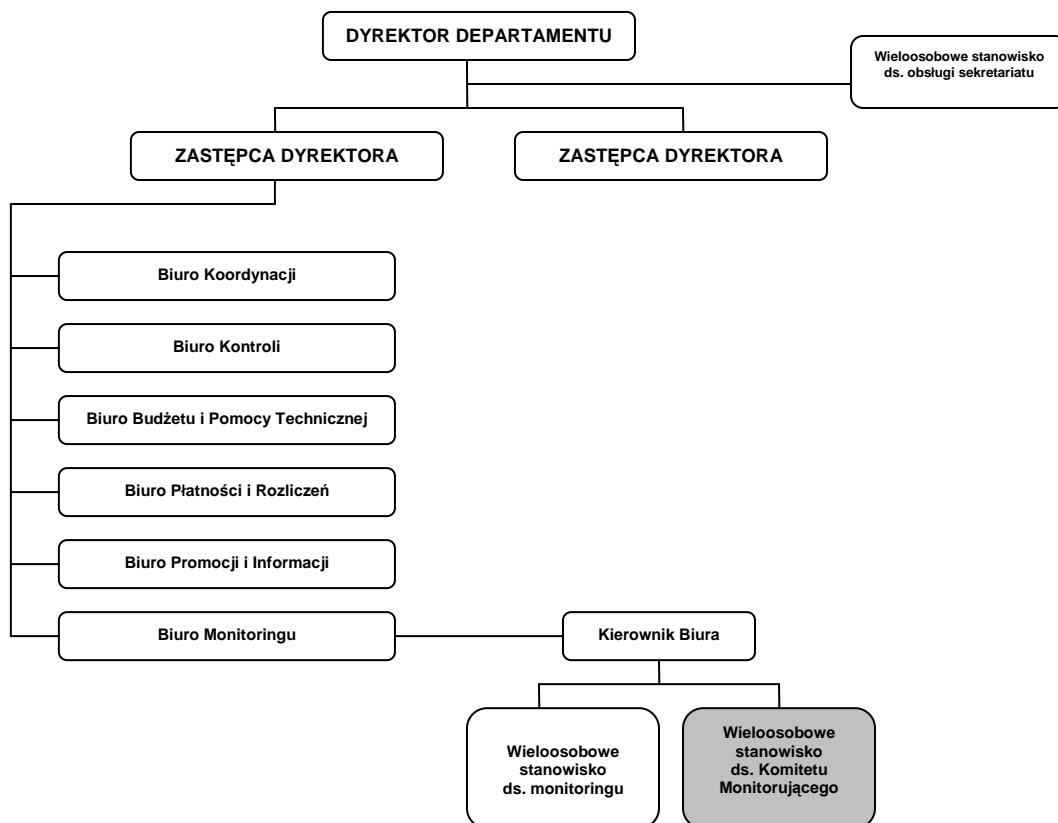 DYREKTOR DEPARTAMENTU
Wieloosobowe stanowisko
ds. obsługi sekretariatu
ZASTĘPCA DYREKTORA
ZASTĘPCA DYREKTORA
Biuro Koordynacji
Biuro Kontroli
Biuro Budżetu i Pomocy Technicznej
Biuro Płatności i Rozliczeń
Biuro Promocji i Informacji
Biuro Monitoringu
Kierownik Biura
Wieloosobowe
stanowisko
ds. monitoringu
Wieloosobowe
stanowisko
ds. Komitetu
Monitorującego